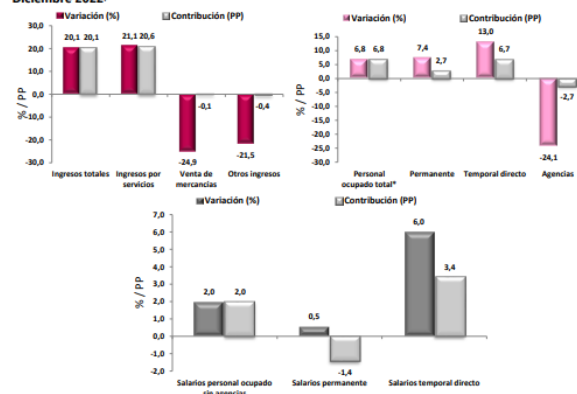 Diciembre 2022
Variación (%) Contribución (PP)
% / PP
20,0
10,0
0,0
-10,0
-20,0
-30,0
20,1 20,1
21,1 20,6
-24,9 -0,1
-21,5 -0,4
Ingresos totales
Ingresos por servicios
Venta de mercancias
Otros ingresos
Variación (%) Contribución (PP)
% / PP
15,0
10,0
5,0
0,0
-5,0
-10,0
-15,0
-20,0
-25,0
-30,0
6,8 6,8
7,4 2,7
13,0 6,7
-24,1 -2,7
Personal ocupado total*
Permanente
Temporal directo
Agencias
Variación (%) Contribución (PP)
% / PP
7,0
6,0
5,0
4,0
3,0
2,0
1,0
0,0
-1,0
-2,0
2,0 2,0
0,5 -1,4
6,0 3,4
Salarios personal ocupado
sin agencias
Salarios permanente
Salarios temporal directo